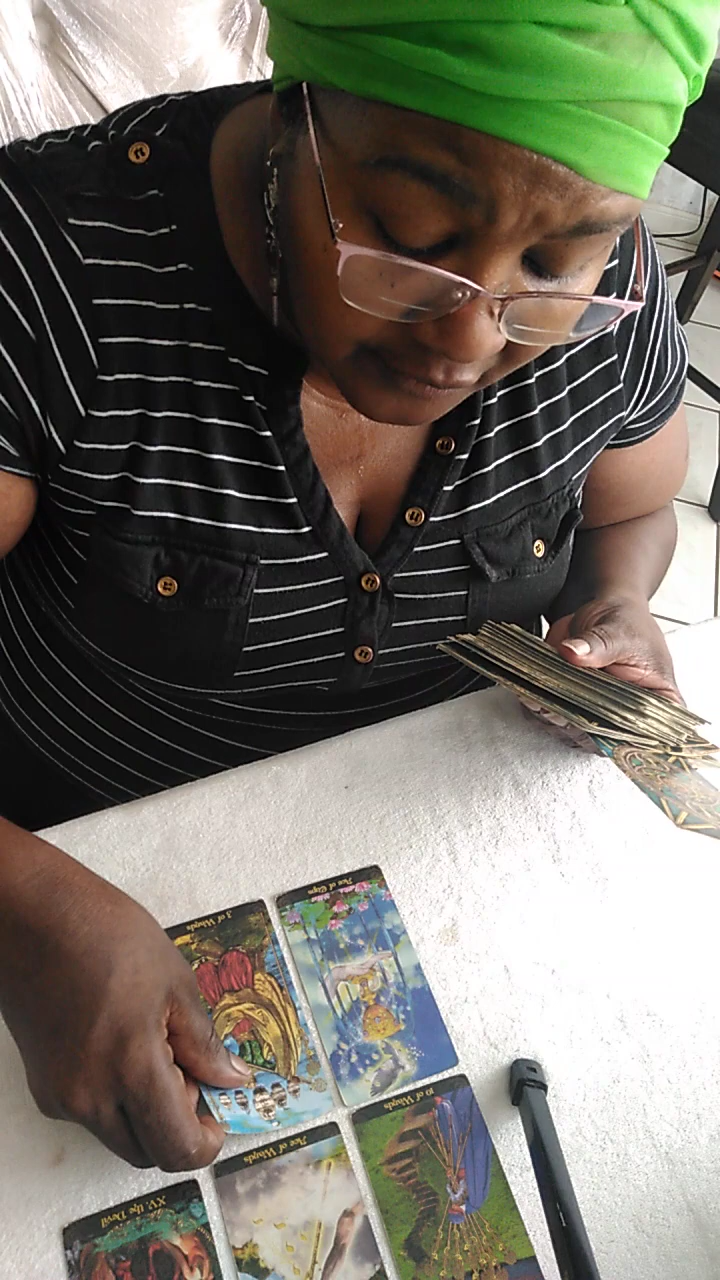 Ace of Cups
3 of Wands
10 of Wands
Ace of Wands
XV. the Devil